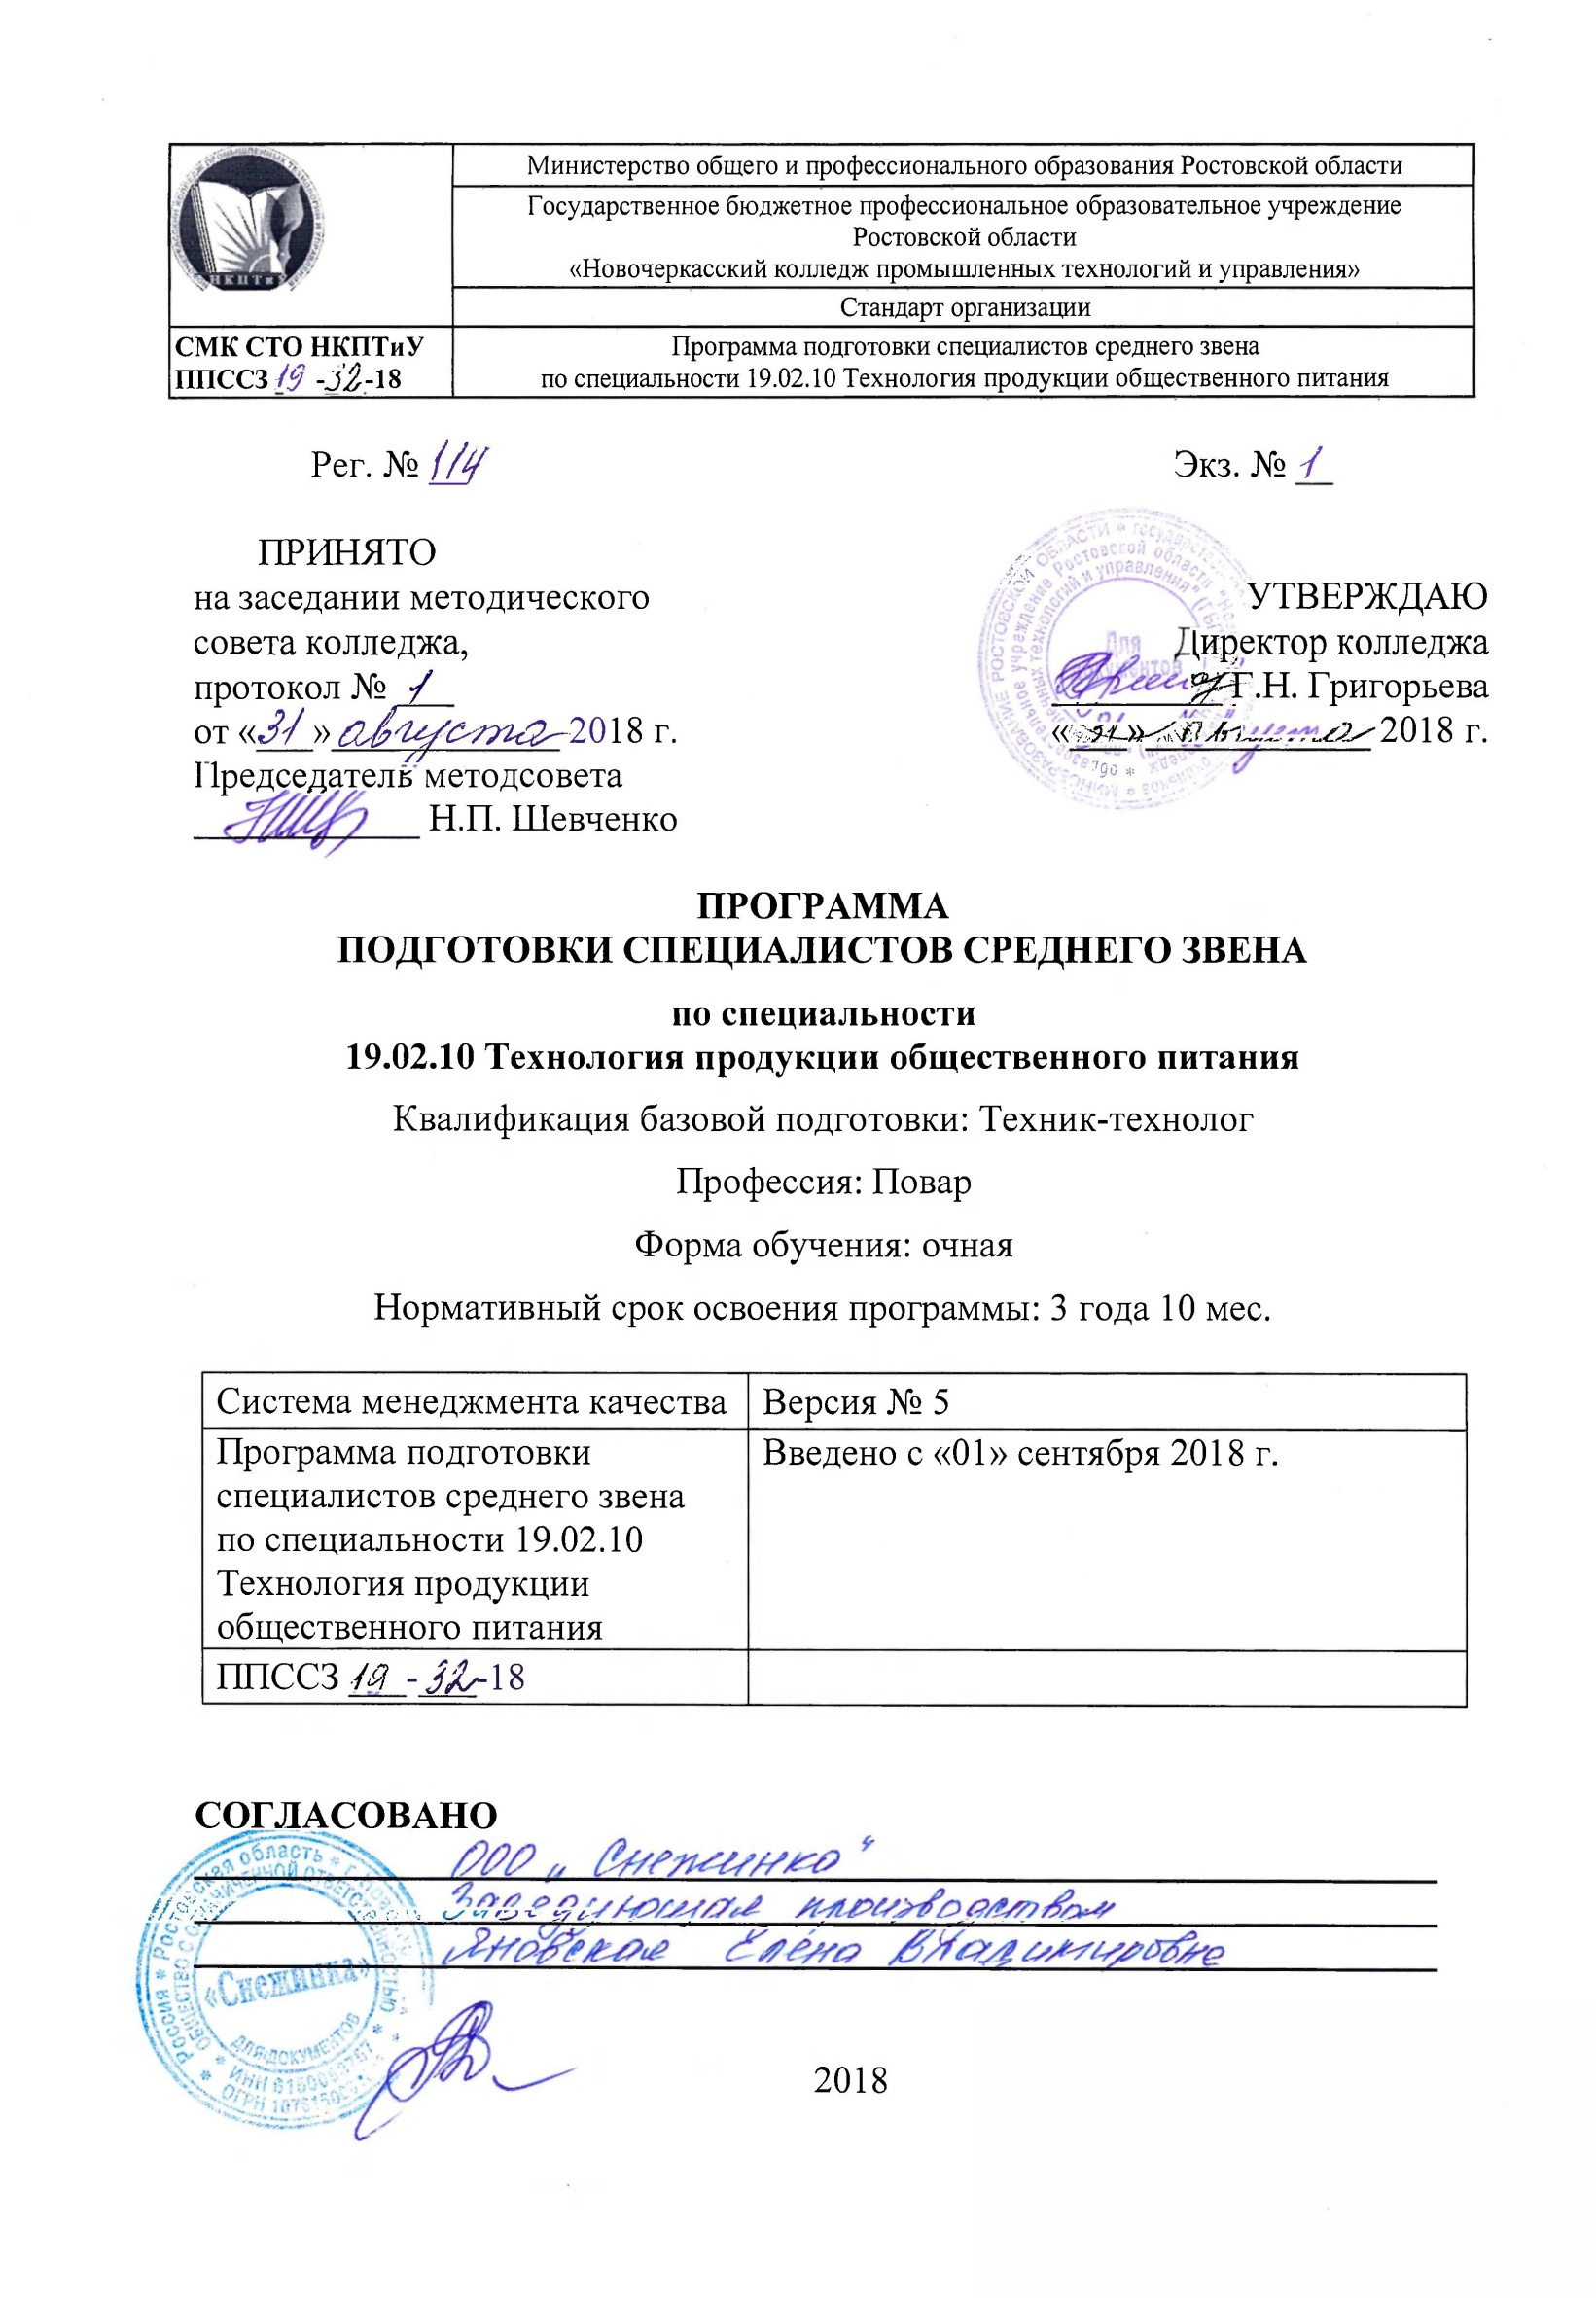 Министерство общего и профессионального образования Ростовской области
Государственное бюджетное профессиональное образовательное учреждение
Ростовской области
«Новочеркасский колледж промышленных технологий и управления»
Стандарт организации
СМК СТО НКПТиУ
ППССЗ 19 -32-18
Программа подготовки специалистов среднего звена
по специальности 19.02.10 Технология продукции общественного питания
Рег. № 114
Экз. № 1
ПРИНЯТО
на заседании методического
совета колледжа,
протокол № 1
от «31» августа 2018 г.
Председатель методсовета
Н.П. Шевченко
УТВЕРЖДАЮ
Директор колледжа
Г.Н. Григорьева
«31» августа 2018 г.
ПРОГРАММА
ПОДГОТОВКИ СПЕЦИАЛИСТОВ СРЕДНЕГО ЗВЕНА
по специальности
19.02.10 Технология продукции общественного питания
Квалификация базовой подготовки: Техник-технолог
Профессия: Повар
Форма обучения: очная
Нормативный срок освоения программы: 3 года 10 мес.
Система менеджмента качества
Версия № 5
Программа подготовки
специалистов среднего звена
по специальности 19.02.10
Технология продукции
общественного питания
Введено с «01» сентября 2018 г.
ППССЗ 19 - 32-18
СОГЛАСОВАНО
ООО „Снежинка“
Заведующая производством
Яновская Елена Владимировна
«Снежинка»
ДЛЯ ДОКУМЕНТОВ
2018